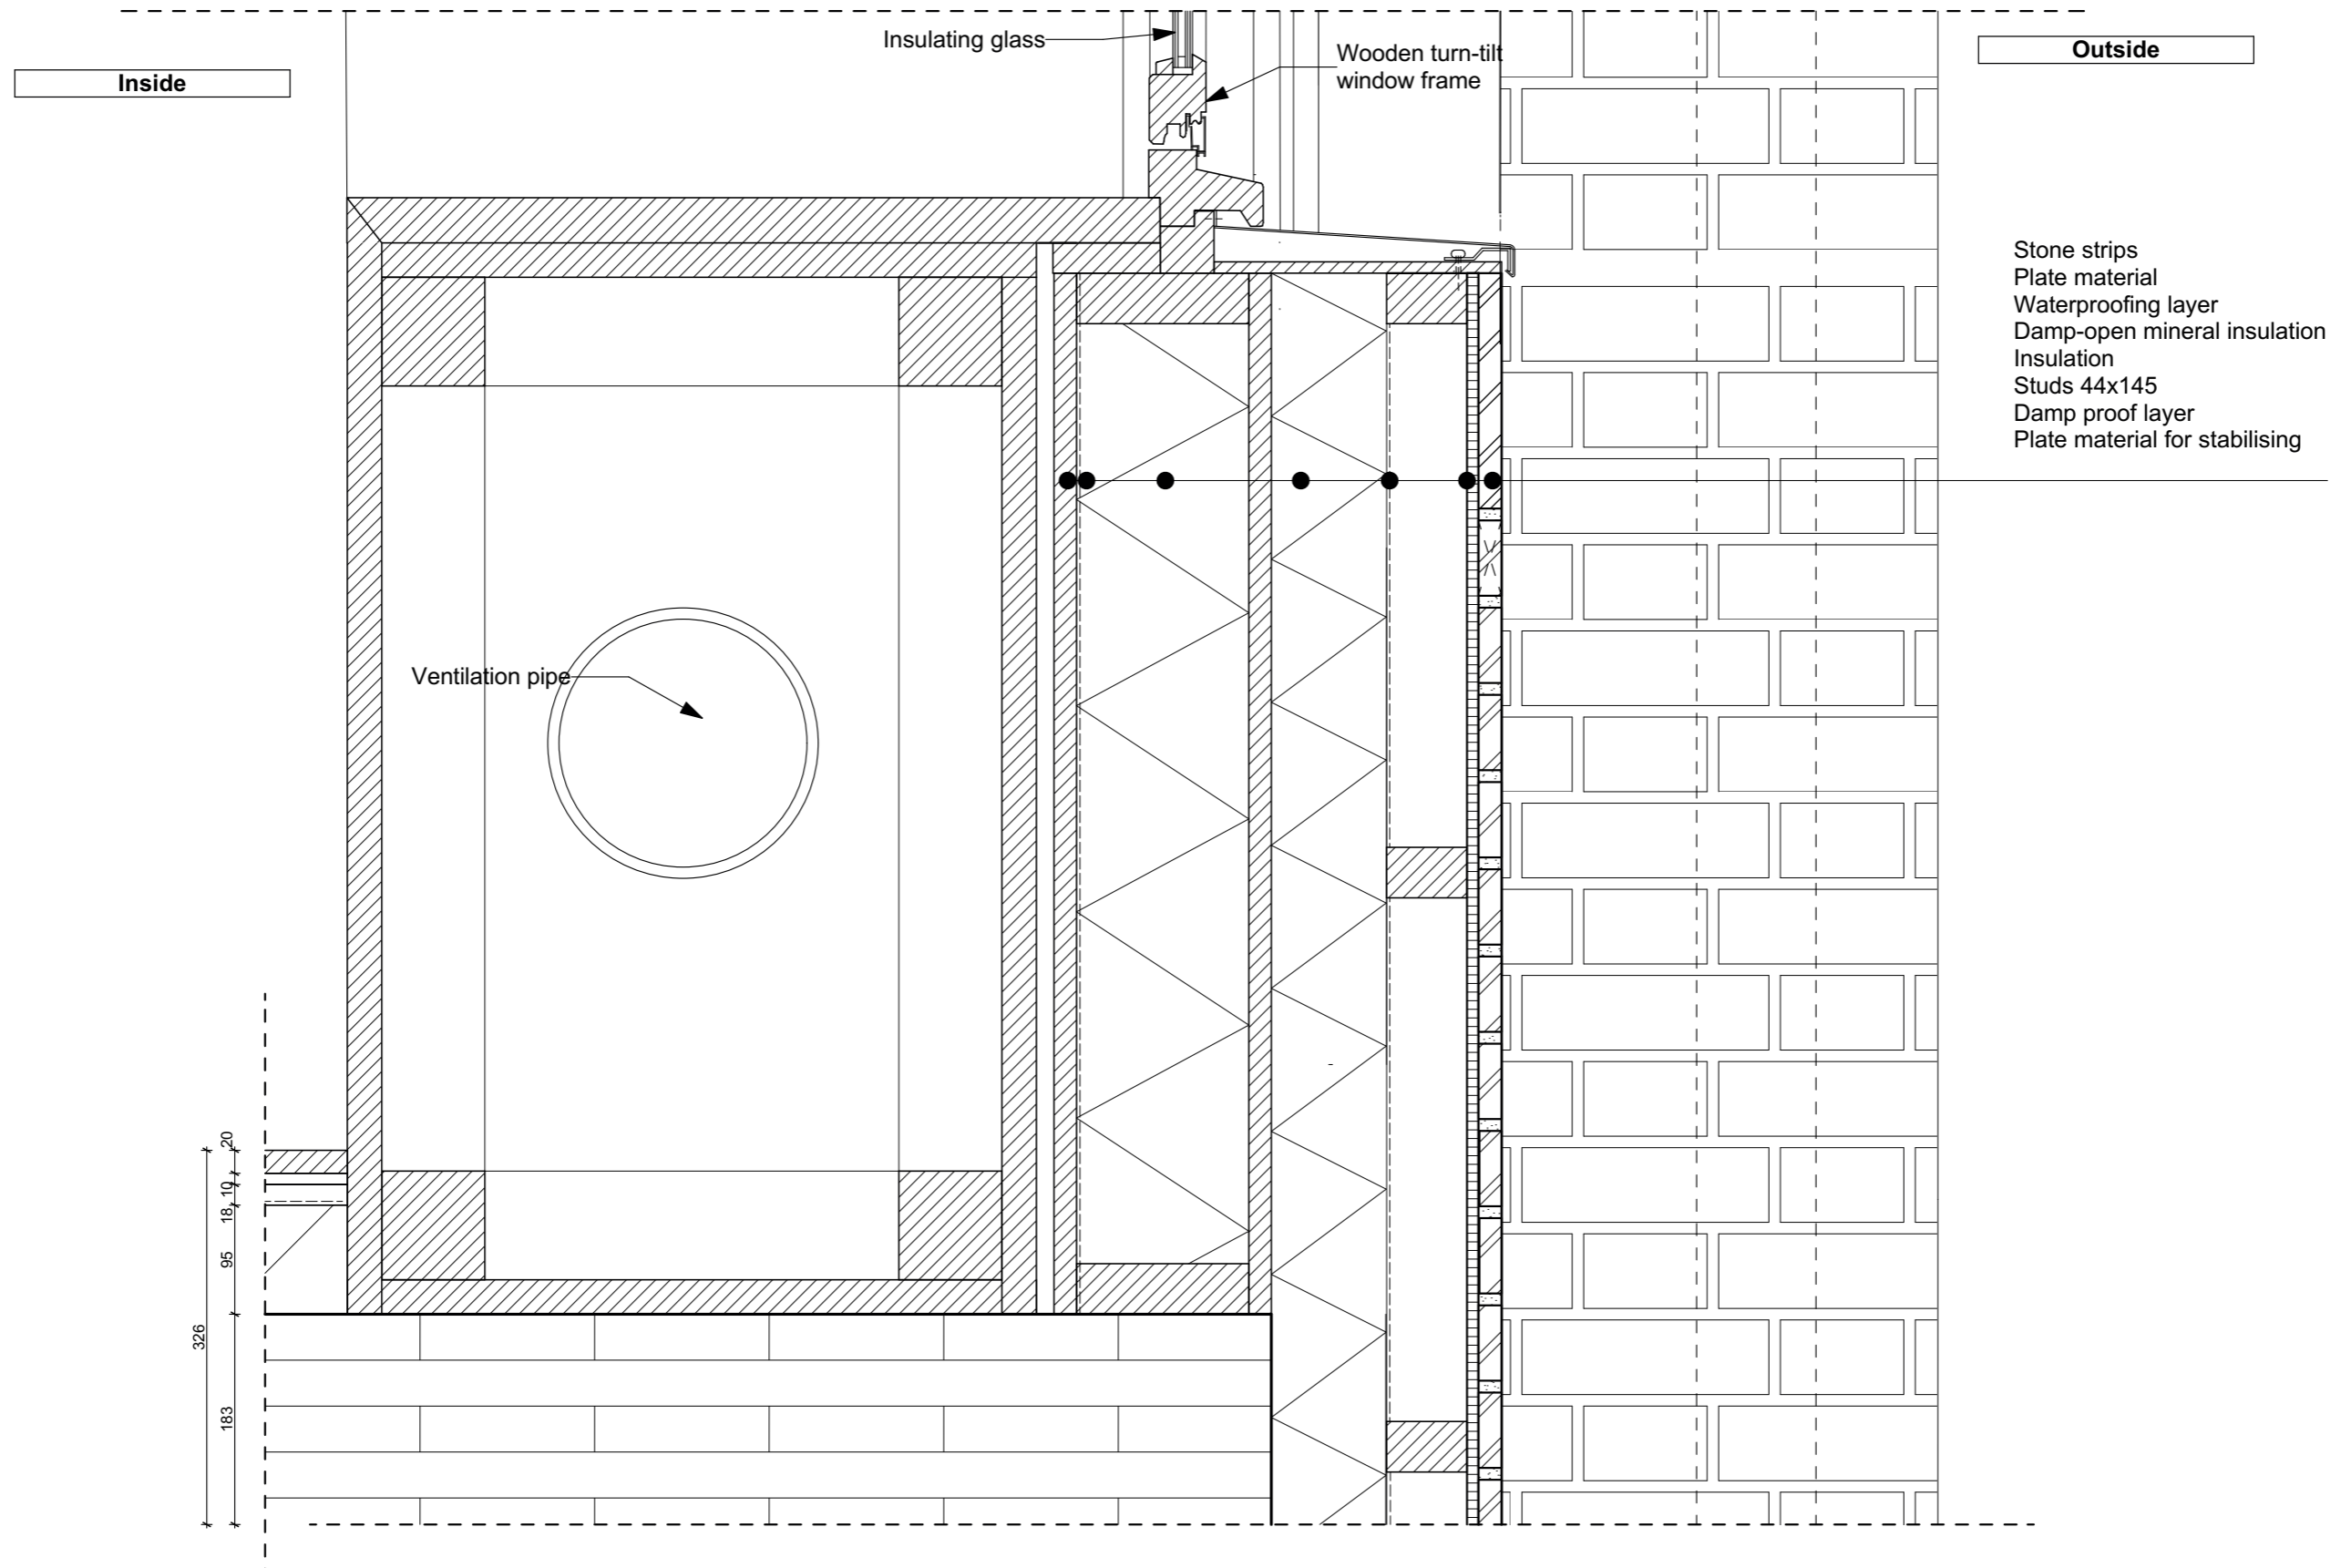 Insulating glass
Wooden turn-tilt
window frame
Outside
Inside
Stone strips
Plate material
Waterproofing layer
Damp-open mineral insulation
Insulation
Studs 44x145
Damp proof layer
Plate material for stabilising
Ventilation pipe
20
10
18
95
326
183